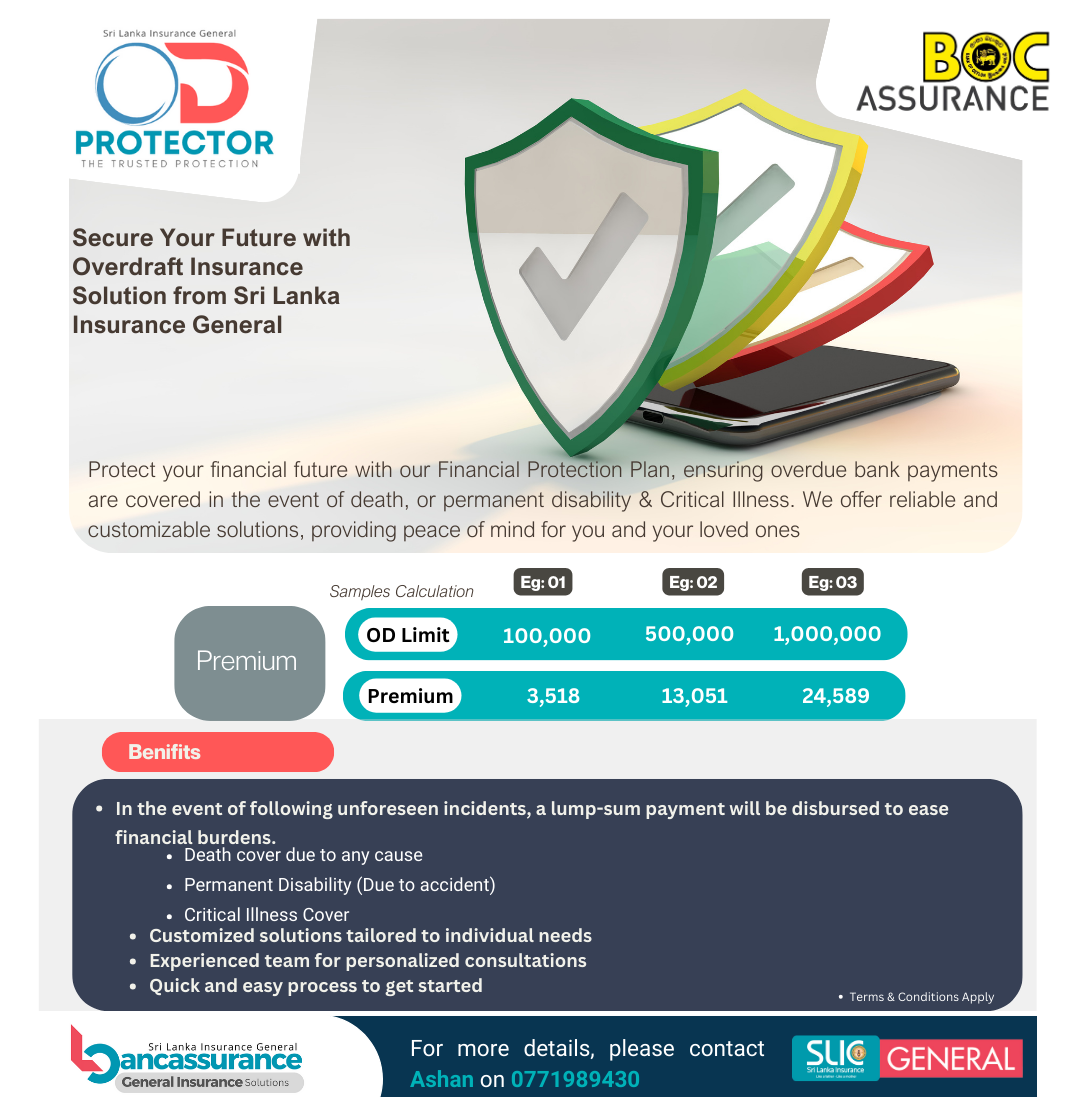 Sri Lanka Insurance General
OD
PROTECTOR
THE TRUSTED PROTECTION
BOC
ASSURANCE
Secure Your Future with
Overdraft Insurance
Solution from Sri Lanka
Insurance General
Protect your financial future with our Financial Protection Plan, ensuring overdue bank payments
are covered in the event of death, or permanent disability & Critical Illness. We offer reliable and
customizable solutions, providing peace of mind for you and your loved ones
Samples Calculation Eg: 01 Eg: 02 Eg: 03
Premium
OD Limit 100,000 500,000 1,000,000
Premium 3,518 13,051 24,589
Benifits
• In the event of following unforeseen incidents, a lump-sum payment will be disbursed to ease
financial burdens.
• Death cover due to any cause
• Permanent Disability (Due to accident)
• Critical Illness Cover
• Customized solutions tailored to individual needs
• Experienced team for personalized consultations
• Quick and easy process to get started
• Terms & Conditions Apply
Sri Lanka Insurance General
bancassurance
General Insurance Solutions
For more details, please contact
Ashan on 0771989430
SLIC
Sri Lanka Insurance
GENERAL